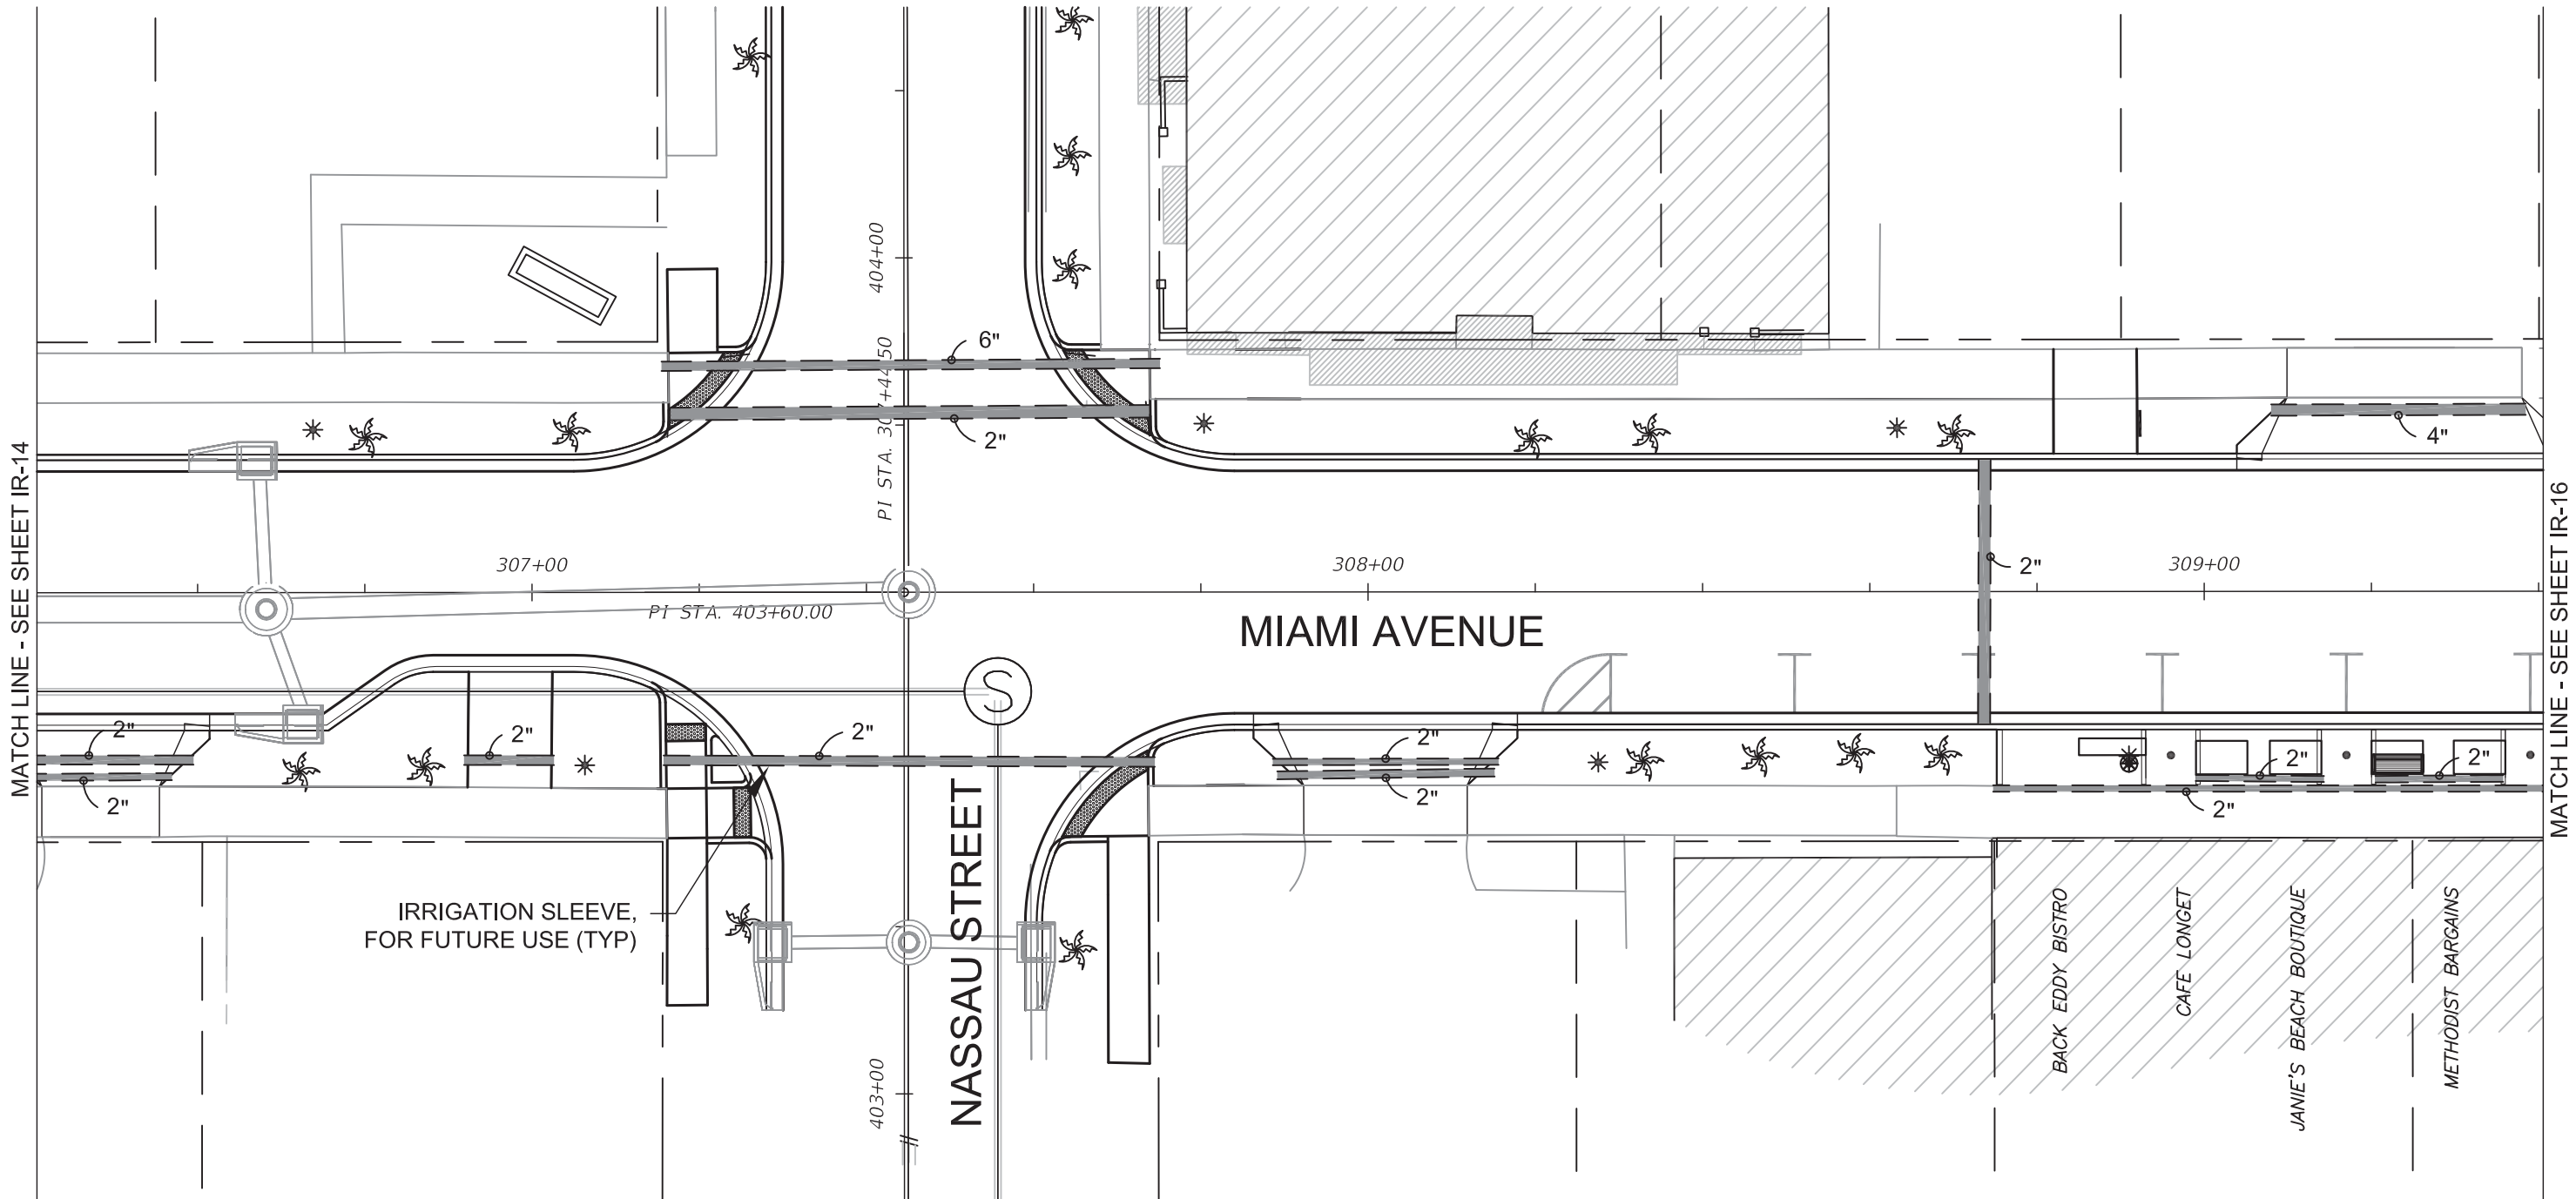 404+00
6"
PI STA. 307+44.50
2"
4"
MATCH LINE - SEE SHEET IR-14
307+00
308+00
309+00
2"
MATCH LINE - SEE SHEET IR-16
PI STA. 403+60.00
MIAMI AVENUE
S
2"
2"
2"
2"
2"
2"
2"
2"
2"
2"
IRRIGATION SLEEVE,
FOR FUTURE USE (TYP)
NASSAU STREET
403+00
BACK EDDY BISTRO
CAFE LONGET
JANIE'S BEACH BOUTIQUE
METHODIST BARGAINS